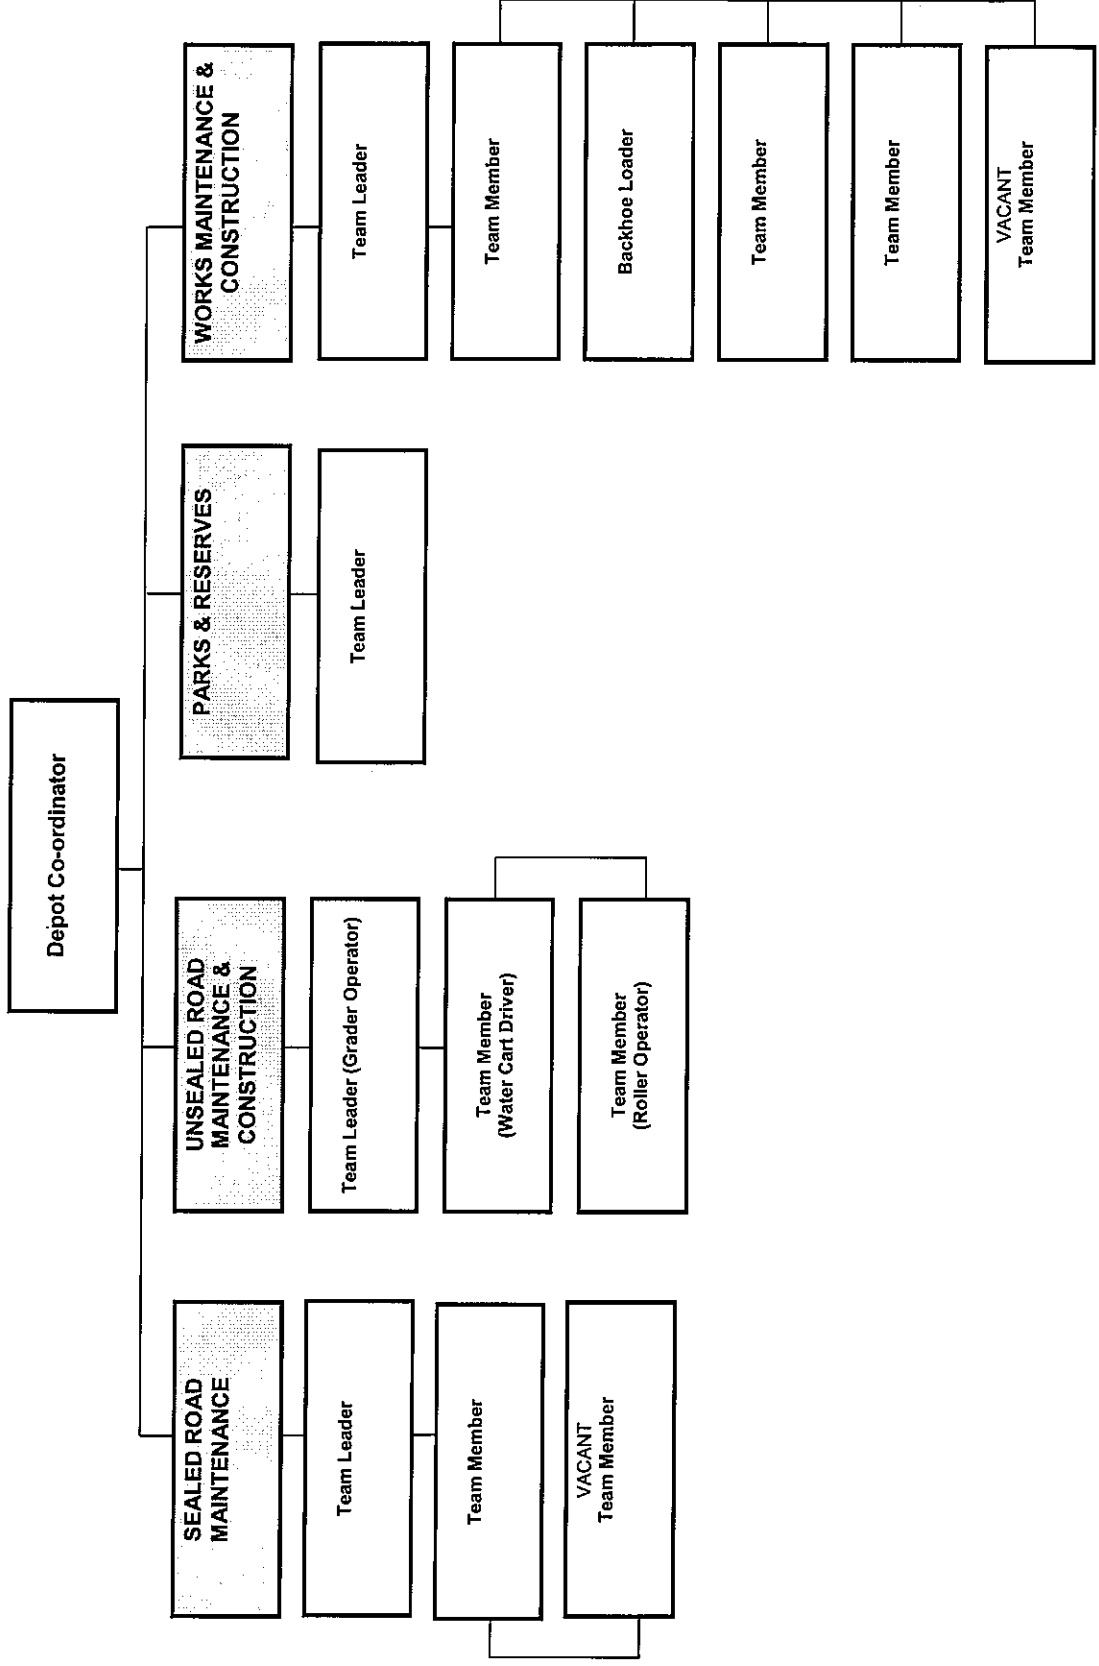 Depot Co-ordinator
SEALED ROAD
MAINTENANCE
Team Leader
Team Member
VACANT
Team Member
UNSEALED ROAD
MAINTENANCE &
CONSTRUCTION
Team Leader (Grader Operator)
Team Member
(Water Cart Driver)
Team Member
(Roller Operator)
PARKS & RESERVES
Team Leader
WORKS MAINTENANCE &
CONSTRUCTION
Team Leader
Team Member
Backhoe Loader
Team Member
Team Member
VACANT
Team Member